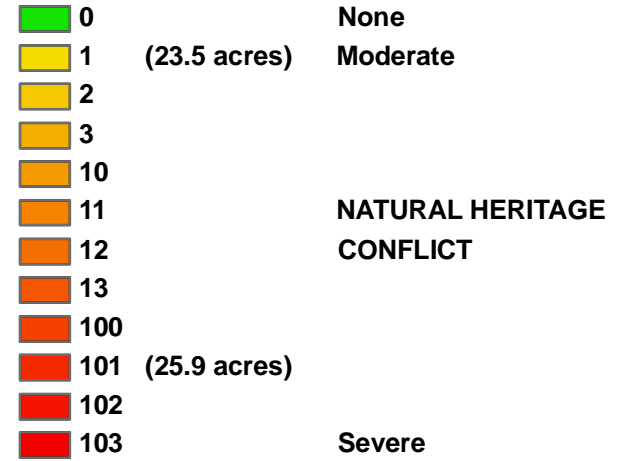 0 None
1 (23.5 acres) Moderate
2
3
10
11 NATURAL HERITAGE
12 CONFLICT
13
100
101 (25.9 acres)
102
103 Severe